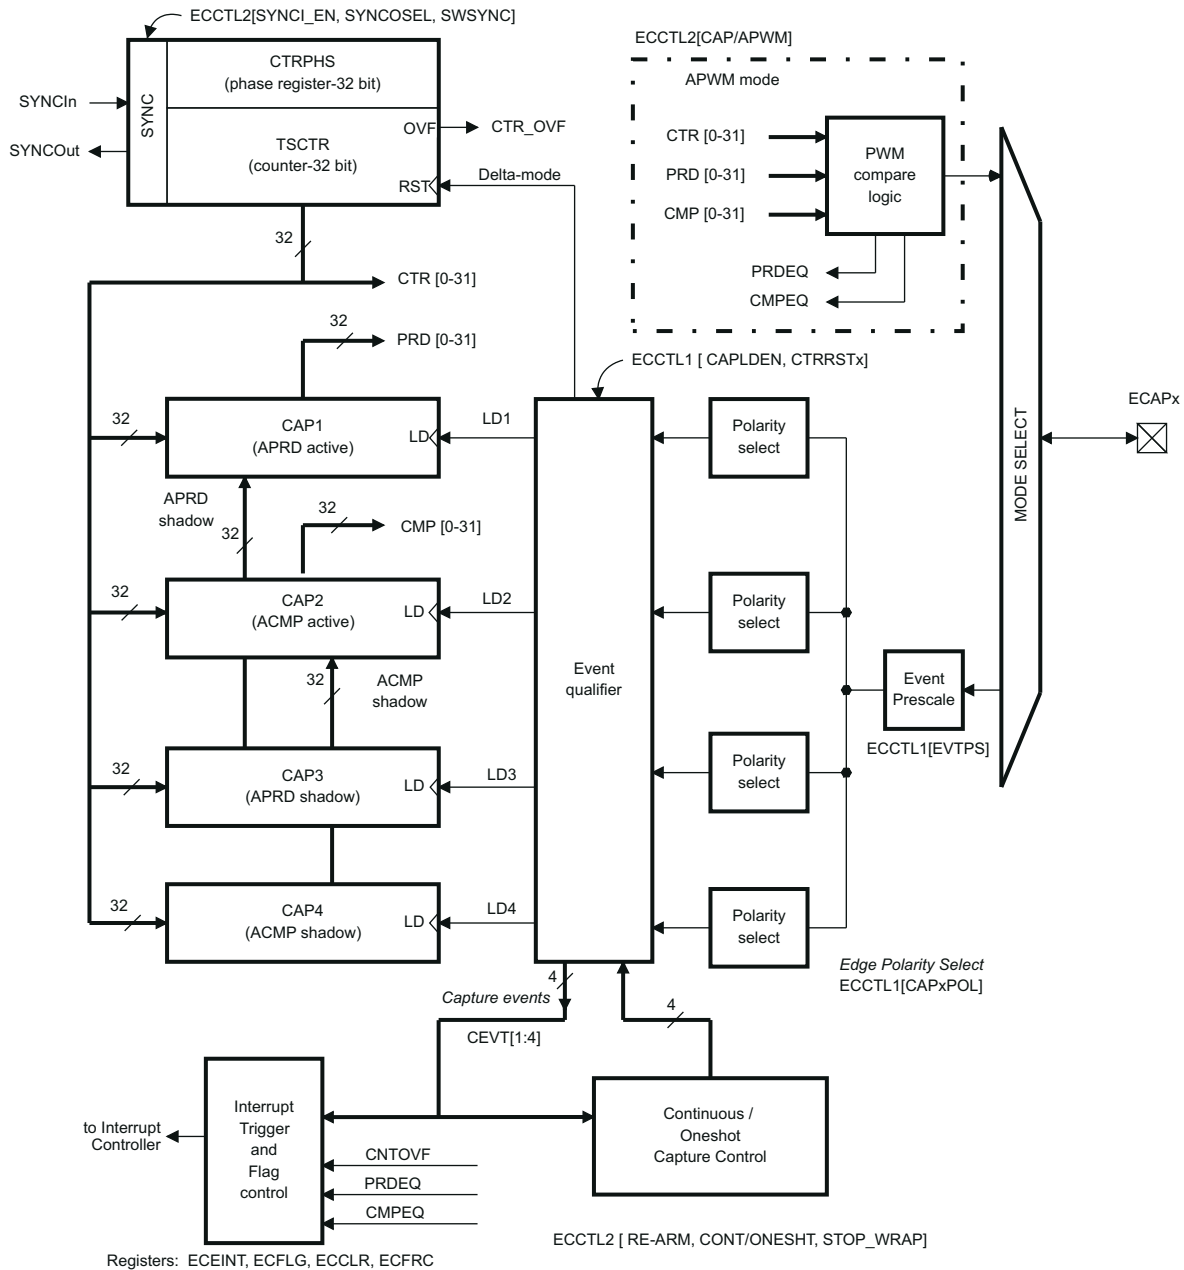 ECCTL2[SYNCI_EN, SYNCOSEL, SWSYNC]
ECCTL2[CAP/APWM]
CTRPHS
(phase register-32 bit)
APWM mode
SYNCIn
SYNC
OVF
CTR_OVF
CTR [0-31]
SYNCOut
TSCTR
(counter-32 bit)
PWM
compare
logic
RST
Delta-mode
PRD [0-31]
CMP [0-31]
32
CTR [0-31]
PRDEQ
CMPEQ
32
PRD [0-31]
ECCTL1 [ CAPLDEN, CTRRSTx]
ECAPx
32
CAP1
(APRD active)
LD
LD1
Polarity
select
MODE SELECT
APRD
shadow
32
32
CMP [0-31]
32
CAP2
(ACMP active)
LD
LD2
Polarity
select
32
ACMP
shadow
Event
qualifier
Event
Prescale
ECCTL1[EVTPS]
32
CAP3
(APRD shadow)
LD
LD3
Polarity
select
32
CAP4
(ACMP shadow)
LD
LD4
Polarity
select
Edge Polarity Select
ECCTL1[CAPxPOL]
4
Capture events
CEVT[1:4]
4
to Interrupt
Controller
Interrupt
Trigger
and
Flag
control
CNTOVF
PRDEQ
CMPEQ
Continuous /
Oneshot
Capture Control
ECCTL2 [ RE-ARM, CONT/ONESHT, STOP_WRAP]
Registers: ECEINT, ECFLG, ECCLR, ECFRC